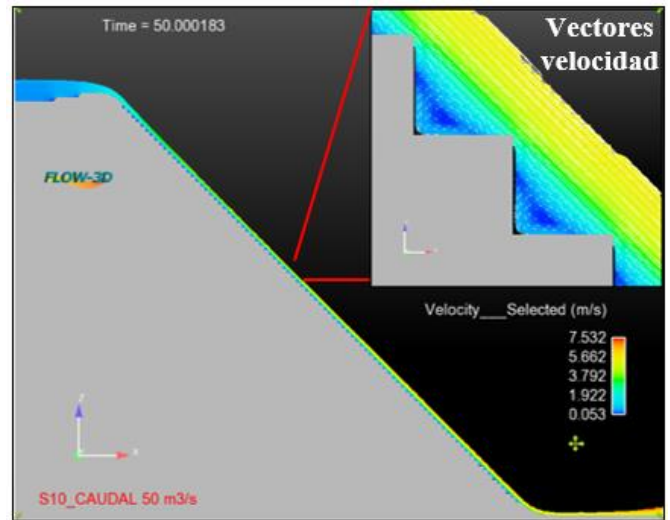 Time = 50.000183
Vectores
velocidad
FLOW-3D
Velocity___Selected (m/s)
7.532
5.662
3.792
1.922
0.053
z
x
S10_CAUDAL 50 m3/s